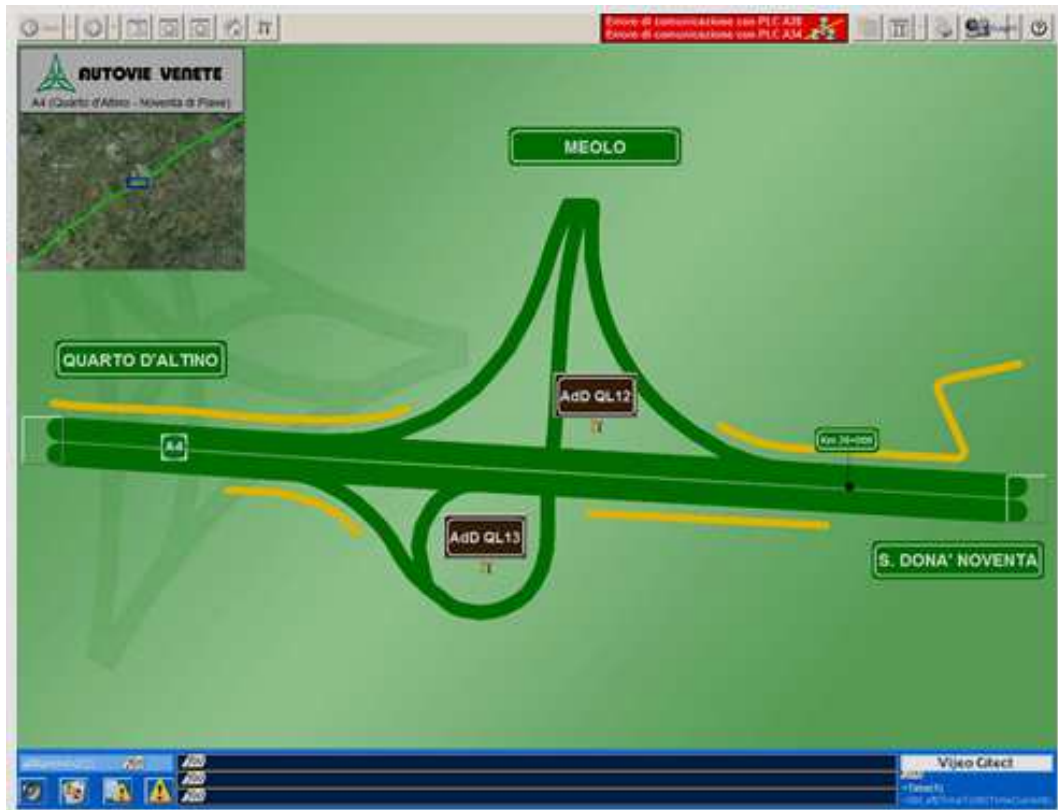 Errore di comunicazione con PLC A28
Errore di comunicazione con PLC A34
AUTOVIE VENETE
A4 (Quarto d'Altino - Noventa di Piave)
MEOLO
QUARTO D'ALTINO
AdD QL12
A4
AdD QL13
S. DONA' NOVENTA
Vijeo Citect